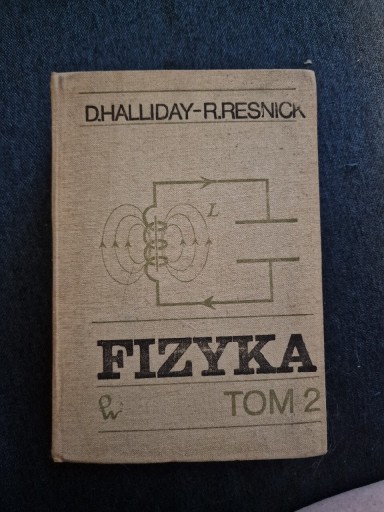 D.HALLIDAY-R.RESNICK
L
FIZYKA
TOM 2